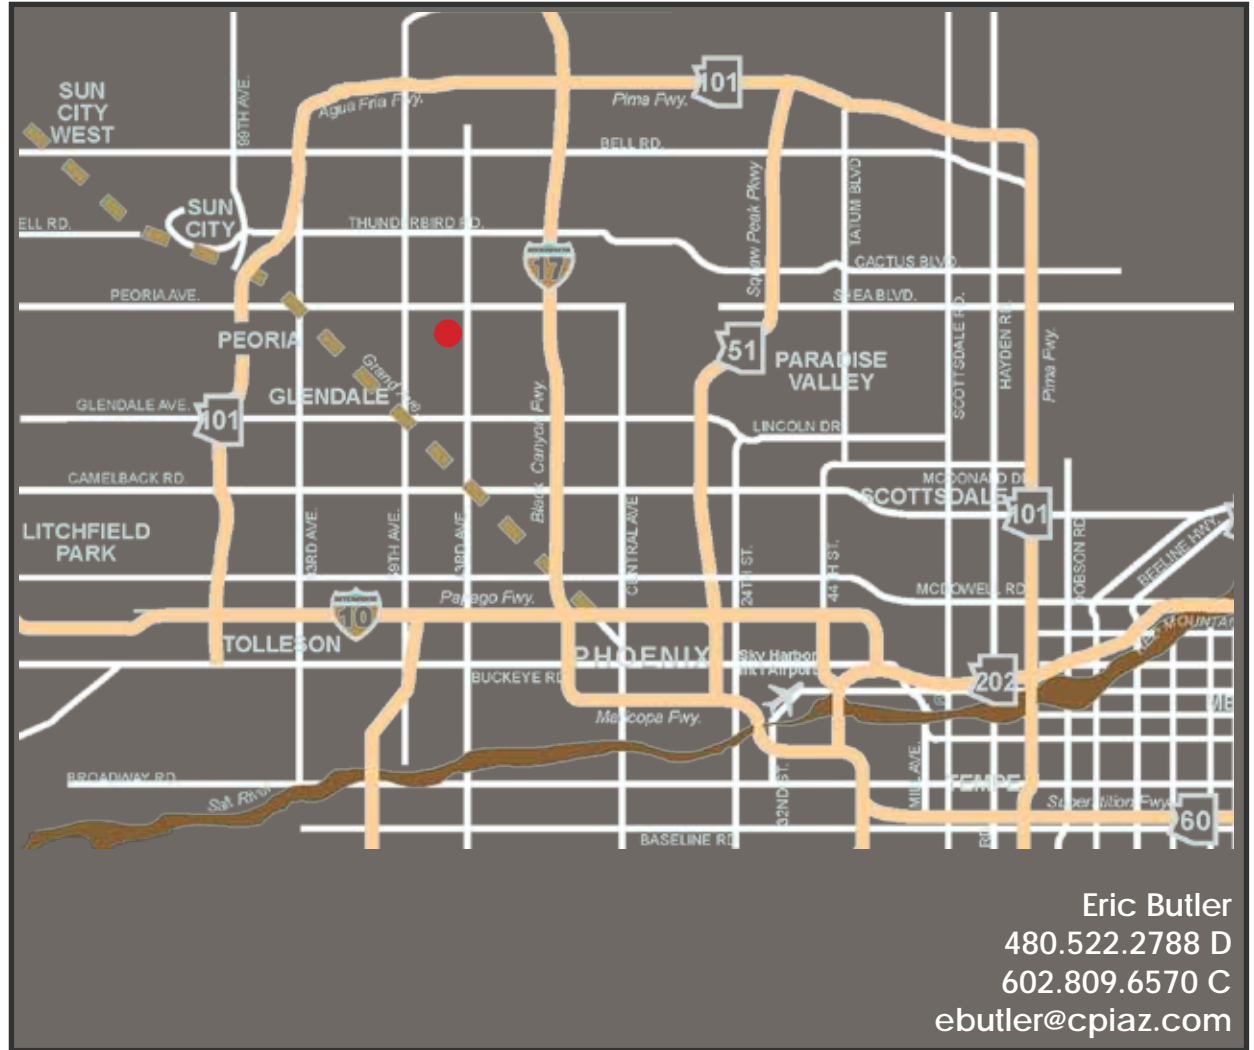 101
Agua Fria Fwy.
Pima Fwy.
SUN
CITY
WEST
99TH AVE.
BELL RD.
Squaw Peak Pkwy
TATUM BLVD
SUN
CITY
ELL RD.
THUNDERBIRD RD.
17
CACTUS BLVD.
PEORIA AVE.
SHEA BLVD.
SCOTTSDALE RD.
HAYDEN RD.
Pima Fwy.
PEORIA
51
PARADISE
VALLEY
Grand Ave
GLENDALE
GLENDALE AVE.
101
Black Canyon Fwy.
LINCOLN DR.
CAMELBACK RD.
MCDONALD DR
SCOTTSDALE
101
LITCHFIELD
PARK
83RD AVE.
59TH AVE.
43RD AVE.
CENTRAL AVE
24TH ST.
44TH ST.
DOBSON RD
BEELINE HWY.
MCDOWELL RD
Papago Fwy.
10
TOLLESON
PHOENIX
Sky Harbor
Int'l Airport
RED MOUNTAI
BUCKEYE RD
202
Maricopa Fwy.
ME
BROADWAY RD
Salt River
32ND ST.
MILL AVE.
TEMPE
Superstition Fwy.
60
BASELINE RD
RD
Eric Butler
480.522.2788 D
602.809.6570 C
ebutler@cpiaz.com